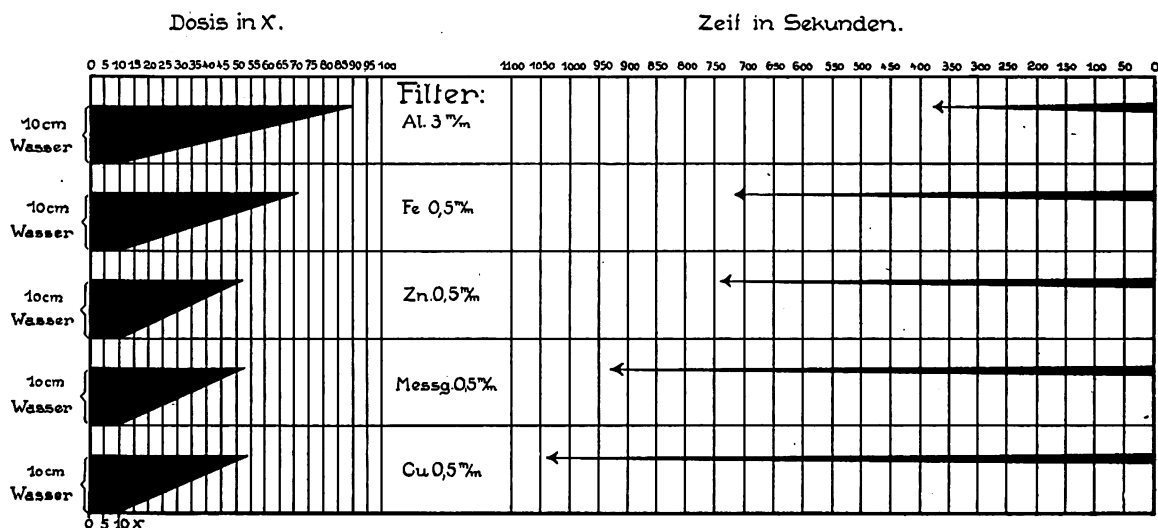 Dosis in X. Zeit in Sekunden.
0 5 10 15 20 25 30 35 40 45 50 55 60 65 70 75 80 85 90 95 100 1100 1050 1000 950 900 850 800 750 700 650 600 550 500 450 400 350 300 250 200 150 100 50 0
Filter:
10cm
Wasser
Al. 3 m/m
10cm
Wasser
Fe 0,5 m/m
10cm
Wasser
Zn. 0,5 m/m
10cm
Wasser
Messg. 0,5 m/m
10cm
Wasser
Cu 0,5 m/m
0 5 10 X